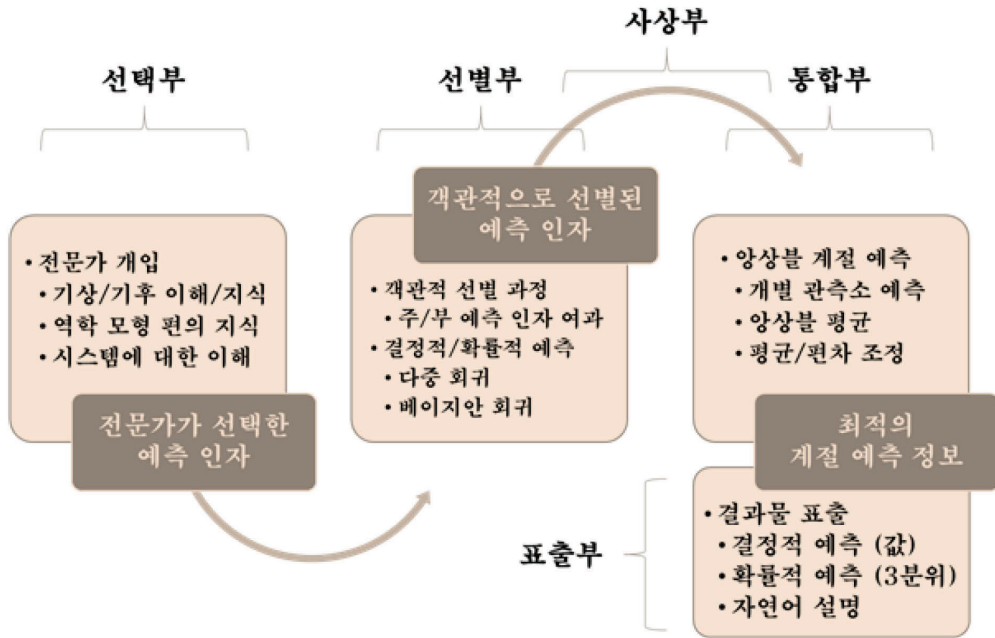 사상부
선택부
선별부
통합부
객관적으로 선별된
예측 인자
• 전문가 개입
• 기상/기후 이해/지식
• 역학 모형 편의 지식
• 시스템에 대한 이해
전문가가 선택한
예측 인자
• 객관적 선별 과정
• 주/부 예측 인자 여과
• 결정적/확률적 예측
• 다중 회귀
• 베이지안 회귀
• 앙상블 계절 예측
• 개별 관측소 예측
• 앙상블 평균
• 평균/편차 조정
최적의
계절 예측 정보
표출부
• 결과물 표출
• 결정적 예측 (값)
• 확률적 예측 (3분위)
• 자연어 설명